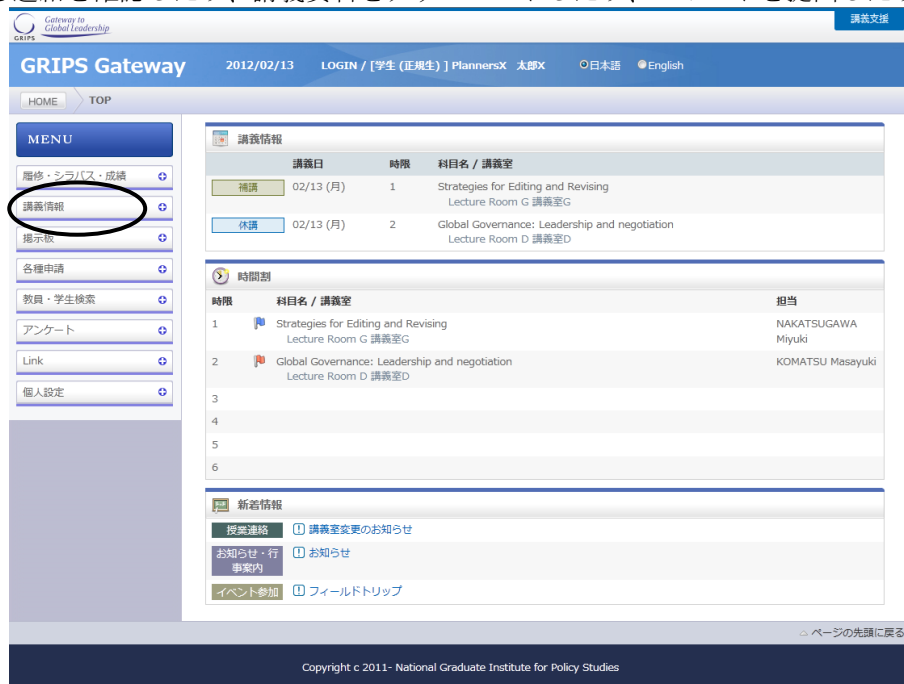 Gateway to
Global Leadership
GRIPS
講義支援
GRIPS Gateway 2012/02/13 LOGIN / [学生 (正規生) ] PlannersX 太郎X 日本語 English
HOME TOP
MENU
履修・シラバス・成績
講義情報
掲示板
各種申請
教員・学生検索
アンケート
Link
個人設定
講義情報
講義日 時限 科目名 / 講義室
補講 02/13 (月) 1 Strategies for Editing and Revising
Lecture Room G 講義室G
休講 02/13 (月) 2 Global Governance: Leadership and negotiation
Lecture Room D 講義室D
時間割
時限 科目名 / 講義室 担当
1 Strategies for Editing and Revising NAKATSUGAWA
Lecture Room G 講義室G Miyuki
2 Global Governance: Leadership and negotiation KOMATSU Masayuki
Lecture Room D 講義室D
3
4
5
6
新着情報
授業連絡 講義室変更のお知らせ
お知らせ・行 お知らせ
事案内
イベント参加 フィールドトリップ
ページの先頭に戻る
Copyright c 2011- National Graduate Institute for Policy Studies